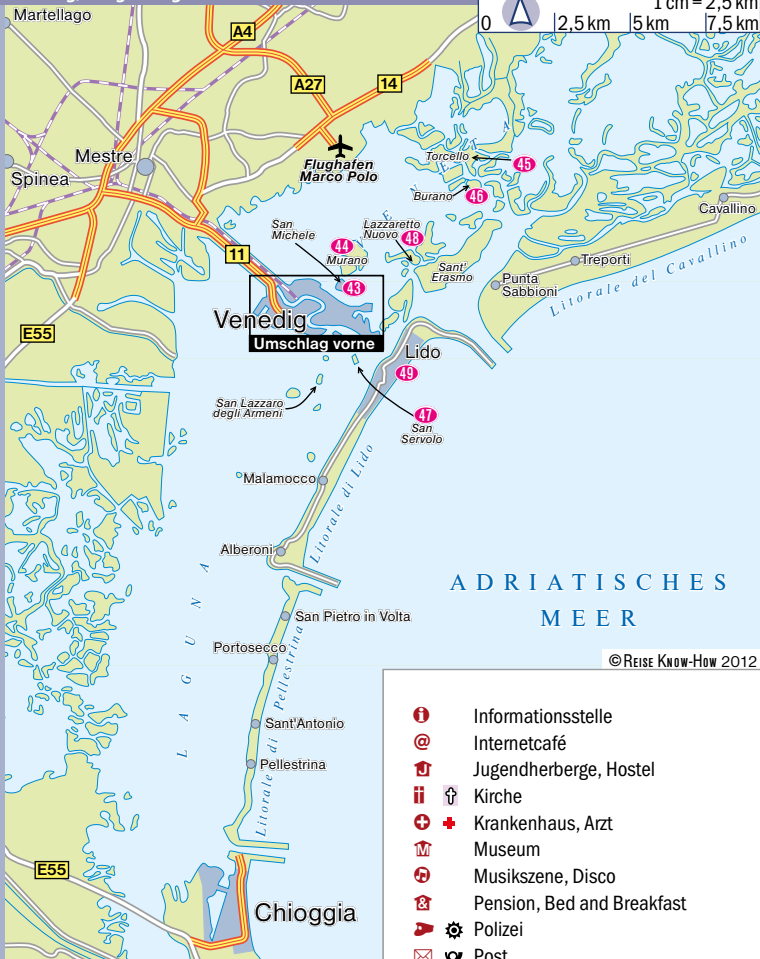 1 cm = 2,5 km
0 2,5 km 5 km 7,5 km
Martellago
A4
A27
14
Mestre
Spinea
Flughafen
Marco Polo
Torcello
45
Burano
46
Cavallino
San
Michele
44
Murano
Lazzaretto
Nuovo
48
Sant'
Erasmo
Treporti
Punta
Sabbioni
Litorale del Cavallino
11
43
Venedig
Umschlag vorne
E55
Lido
49
San Lazzaro
degli Armeni
47
San
Servolo
Malamocco
Litorale di Lido
Alberoni
ADRIATISCHES
MEER
LAGUNA
San Pietro in Volta
Portosecco
Litorale di Pellestrina
Sant'Antonio
Pellestrina
E55
Chioggia
©REISE KNOW-HOW 2012
Informationsstelle
@ Internetcafé
Jugendherberge, Hostel
Kirche
Krankenhaus, Arzt
M Museum
Musikszene, Disco
& Pension, Bed and Breakfast
Polizei
Post